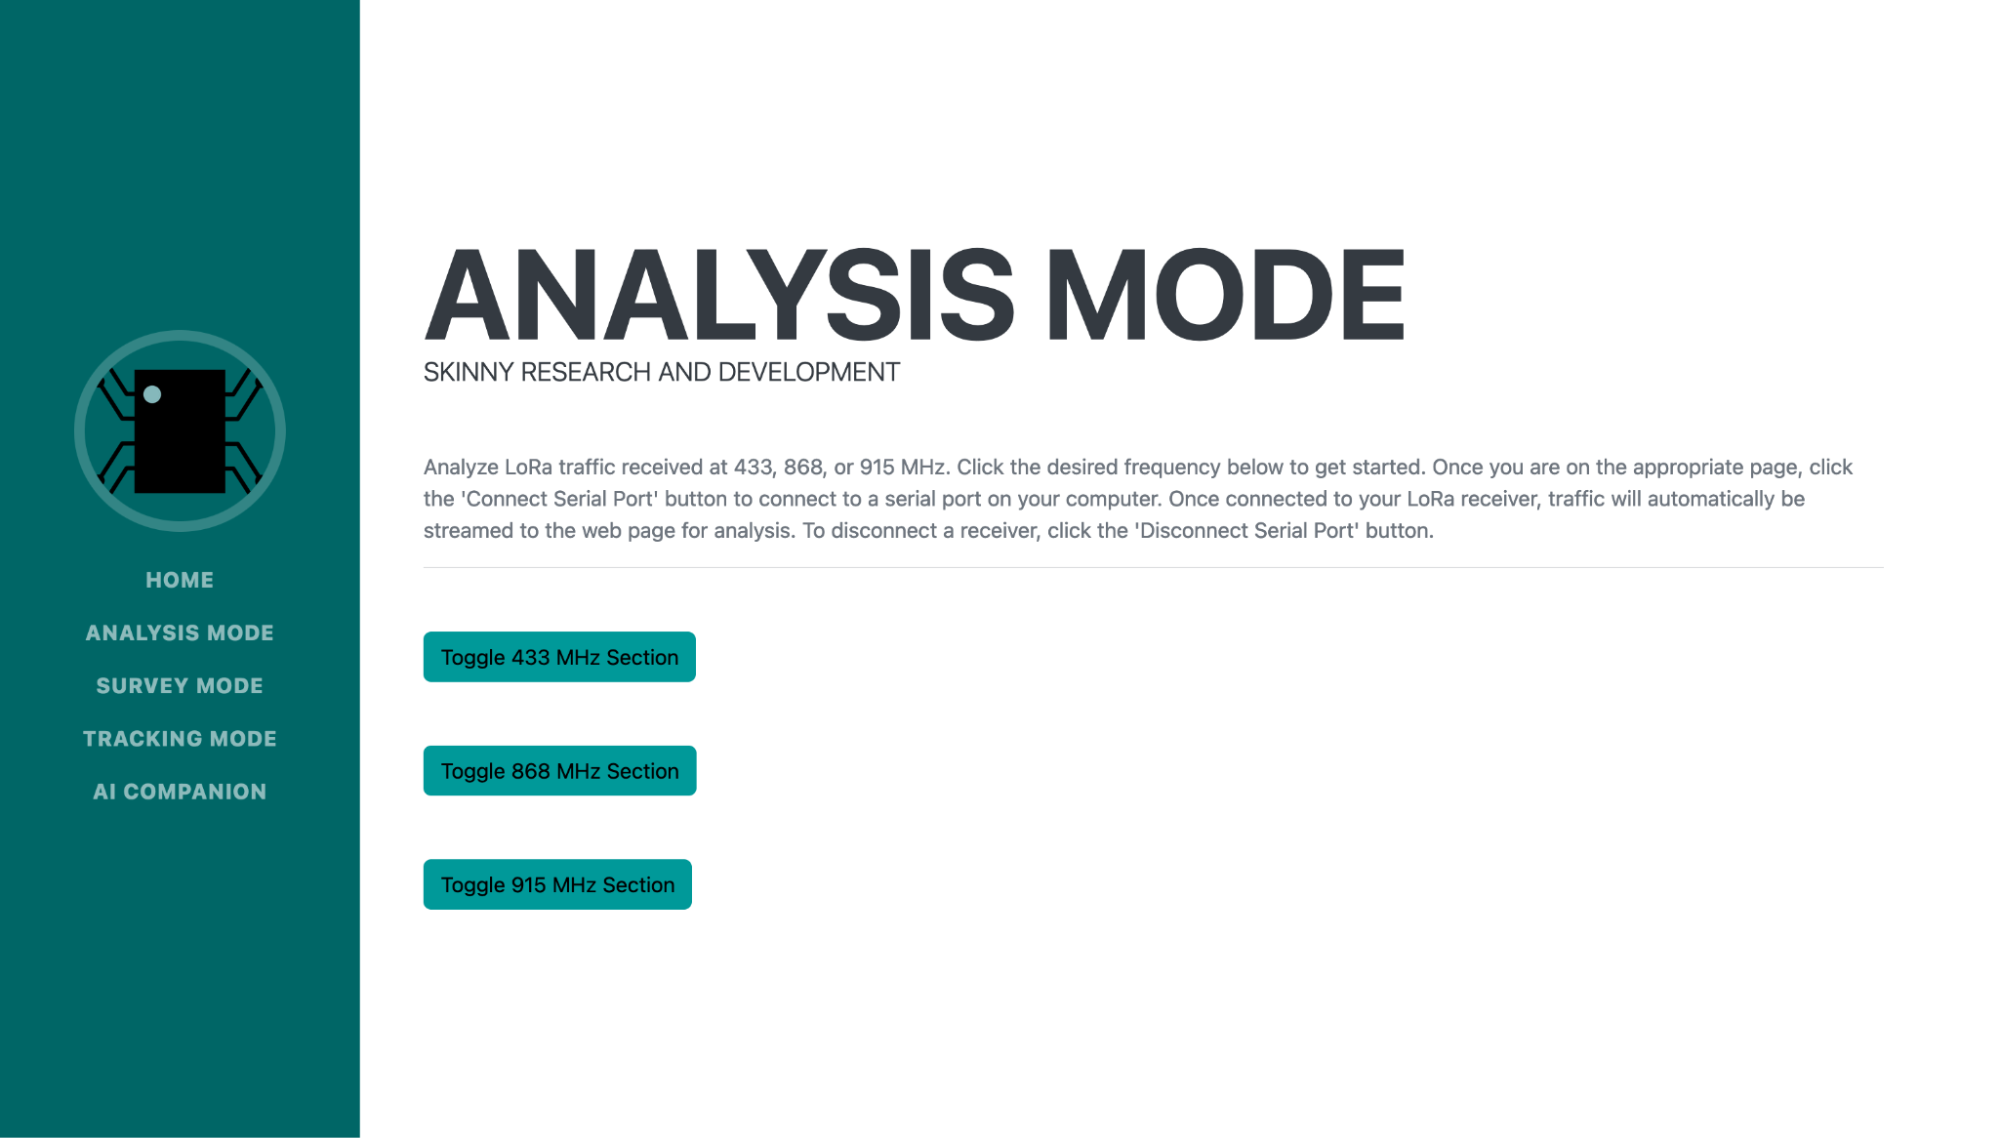 HOME
ANALYSIS MODE
SURVEY MODE
TRACKING MODE
AI COMPANION
ANALYSIS MODE
SKINNY RESEARCH AND DEVELOPMENT
Analyze LoRa traffic received at 433, 868, or 915 MHz. Click the desired frequency below to get started. Once you are on the appropriate page, click
the 'Connect Serial Port' button to connect to a serial port on your computer. Once connected to your LoRa receiver, traffic will automatically be
streamed to the web page for analysis. To disconnect a receiver, click the 'Disconnect Serial Port' button.
Toggle 433 MHz Section
Toggle 868 MHz Section
Toggle 915 MHz Section